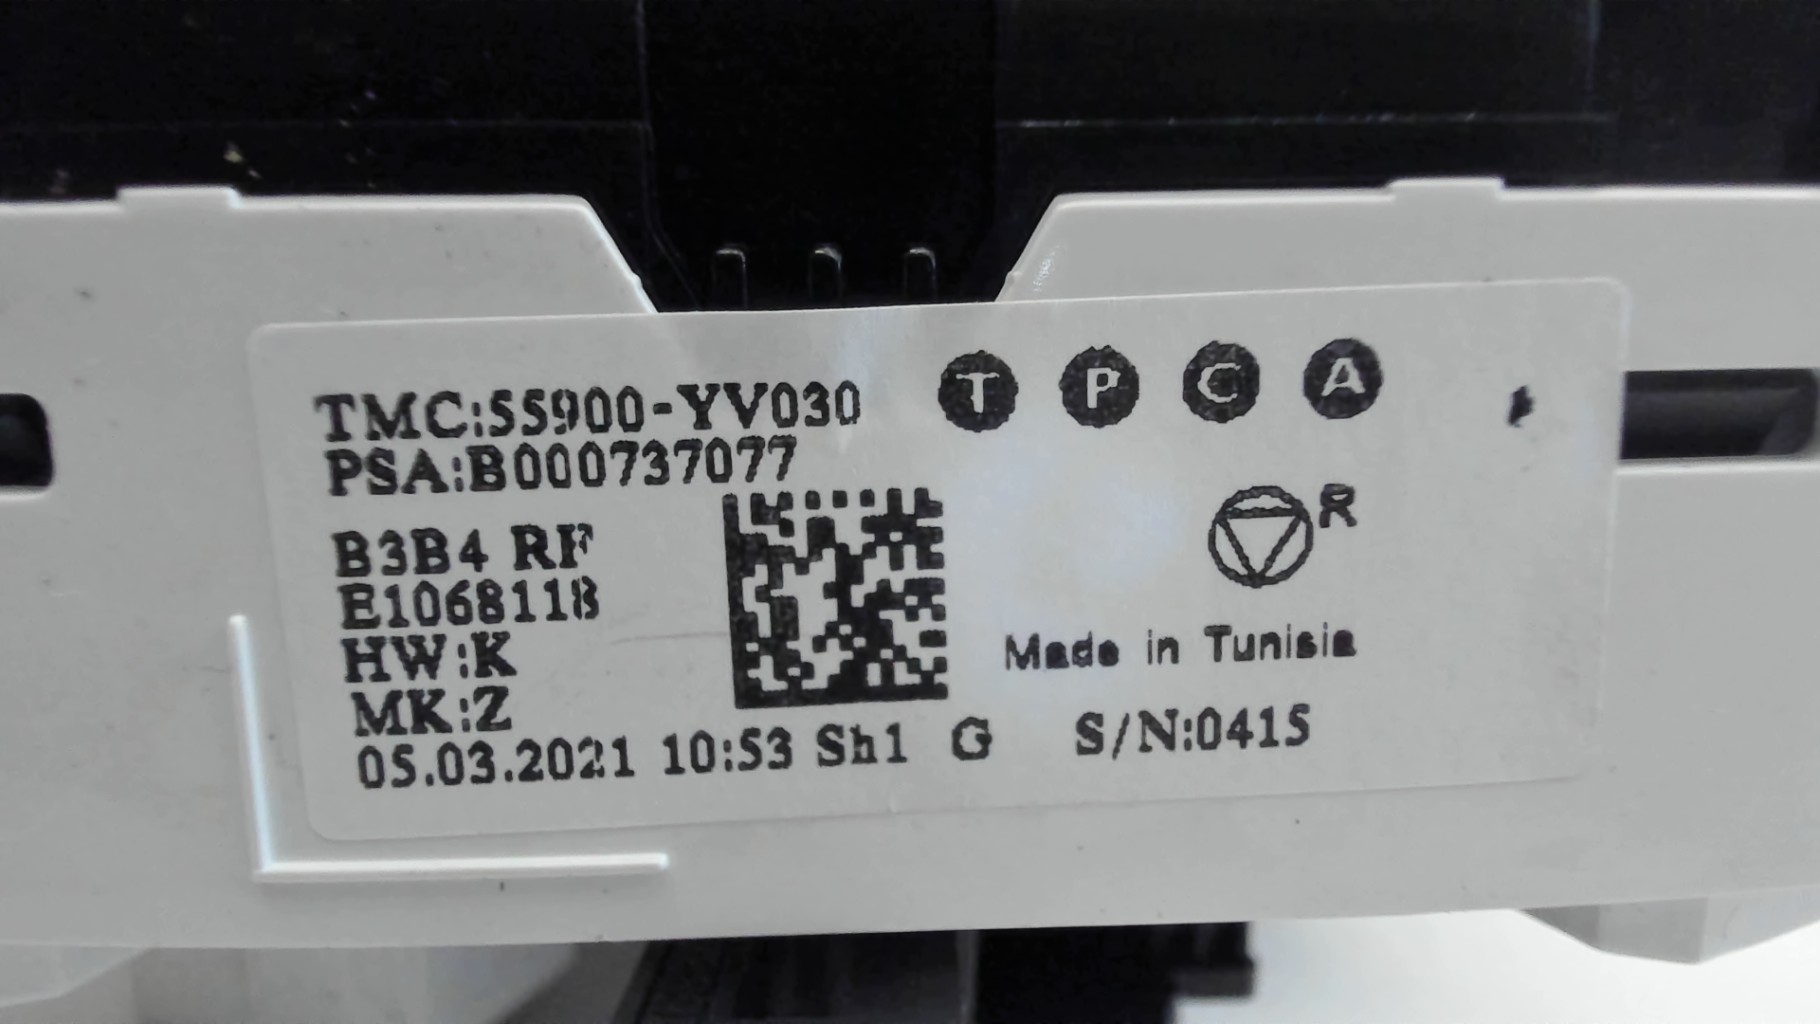 TMC:55900-YV030
T P C A
PSA:B000737077
B3B4 RF
R
E1068118
HW:K
Made in Tunisia
MK:Z
05.03.2021 10:53 Sh1 G S/N:0415